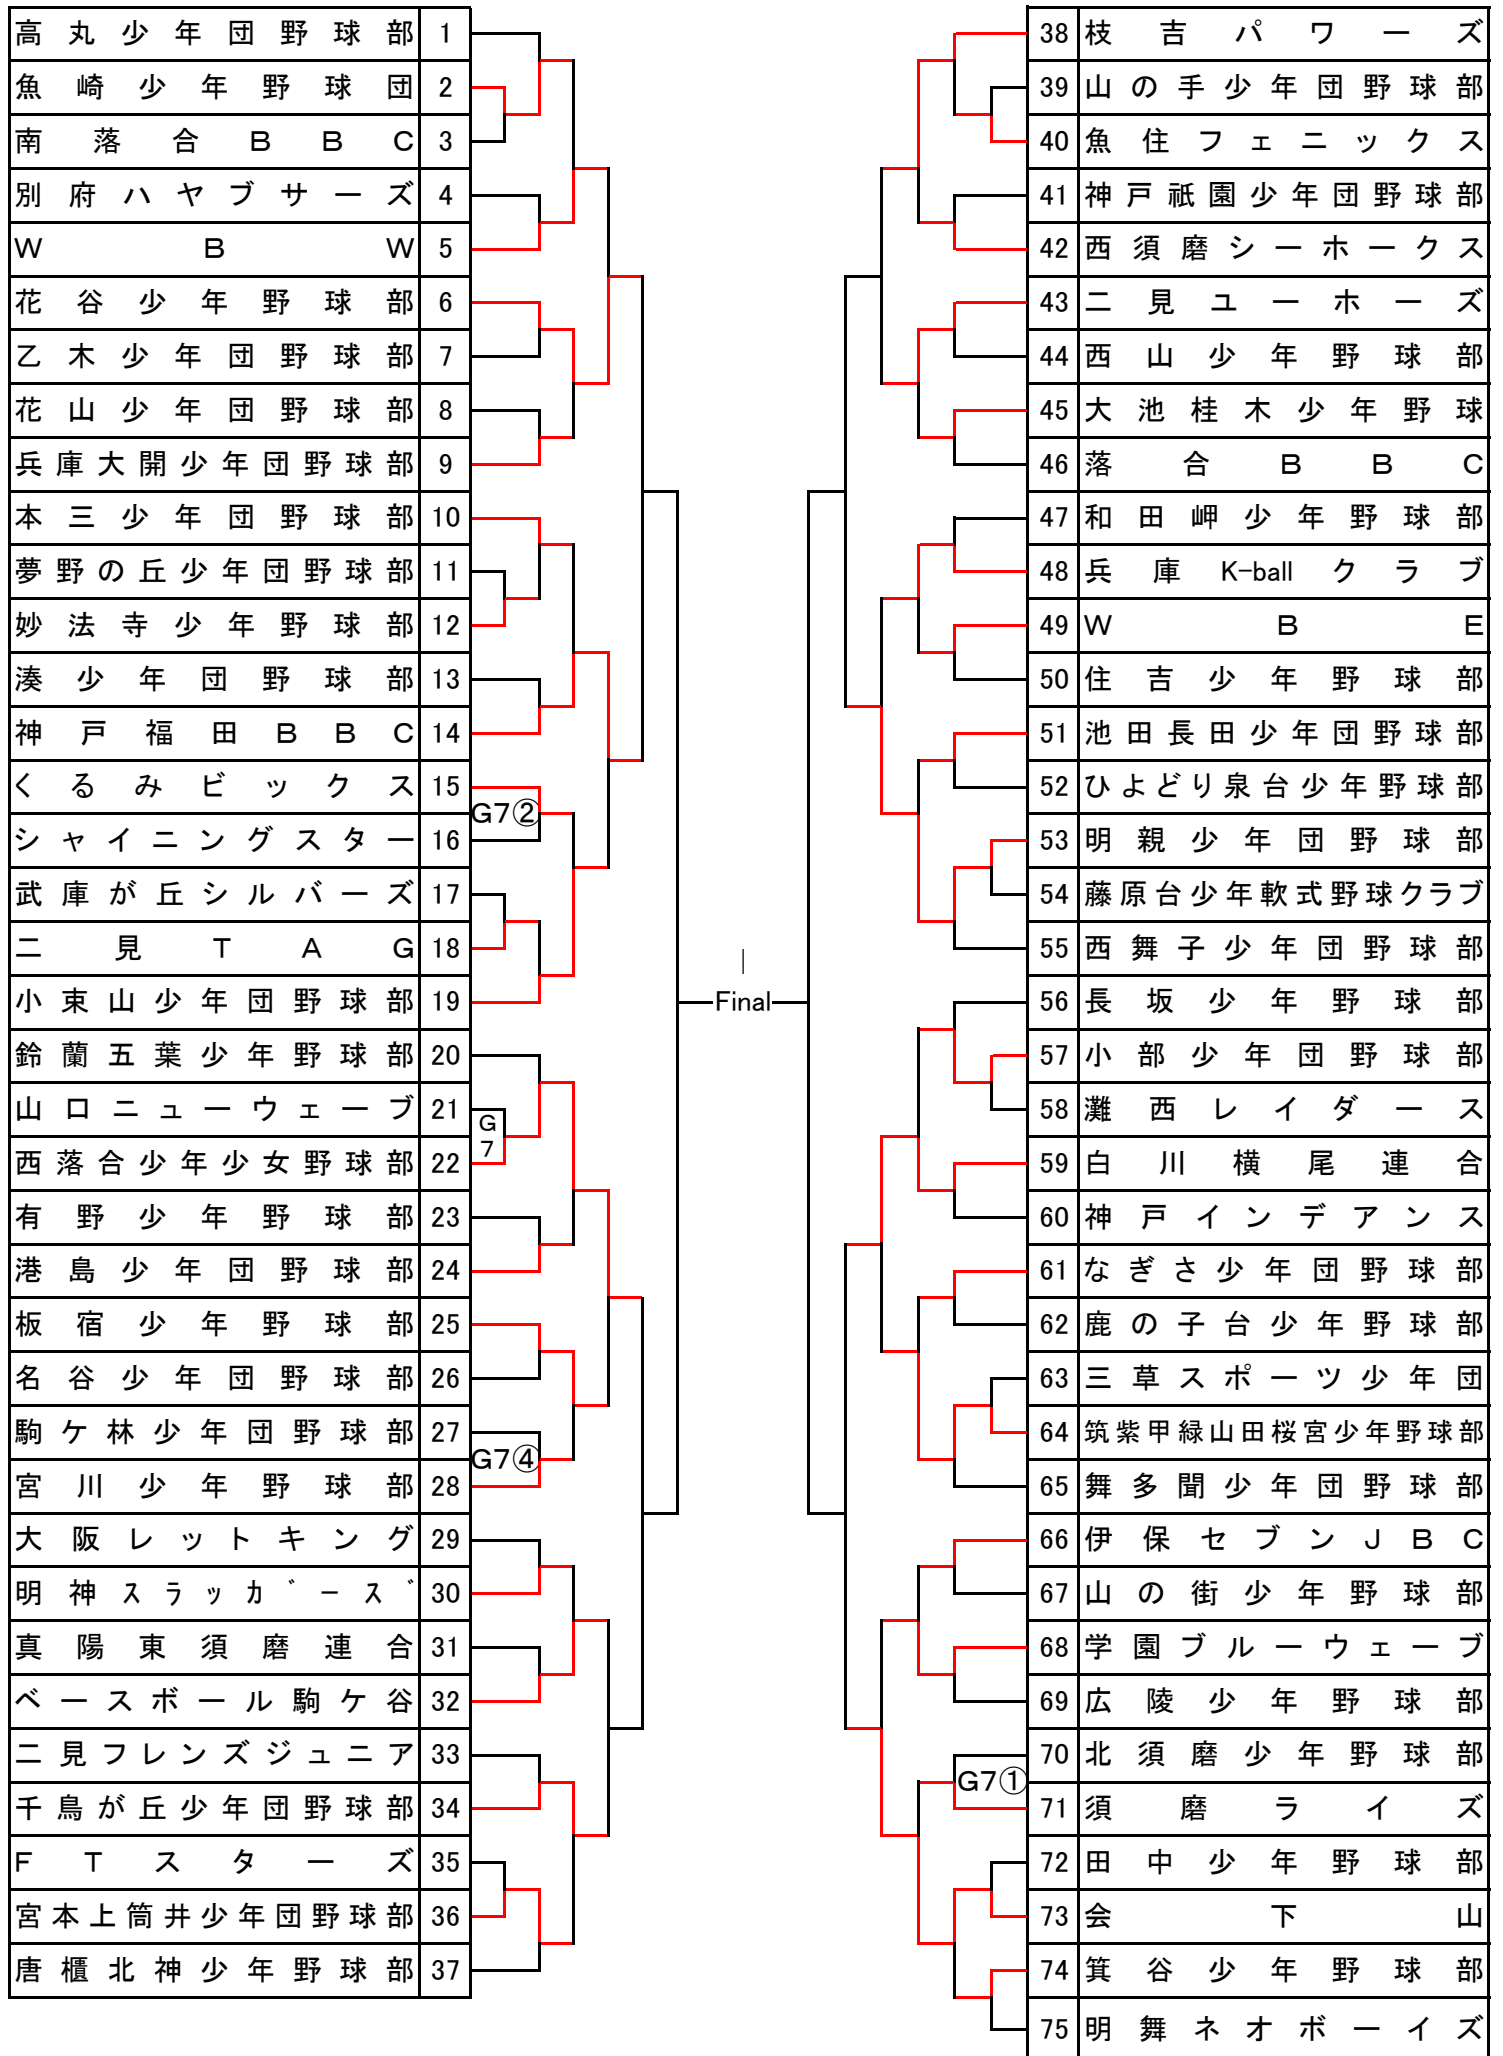 高丸少年団野球部 1
魚崎少年野球団 2
南落合BBC 3
別府ハヤブサーズ 4
WBW 5
花谷少年野球部 6
乙木少年団野球部 7
花山少年団野球部 8
兵庫大開少年団野球部 9
本三少年団野球部 10
夢野の丘少年団野球部 11
妙法寺少年野球部 12
湊少年団野球部 13
神戸福田BBC 14
くるみビックス 15
G7②
シャイニングスター 16
武庫が丘シルバーズ 17
二見TAG 18
小束山少年団野球部 19
鈴蘭五葉少年野球部 20
山口ニューウェーブ 21
G
7
西落合少年少女野球部 22
有野少年野球部 23
港島少年団野球部 24
板宿少年野球部 25
名谷少年団野球部 26
駒ケ林少年団野球部 27
G7④
宮川少年野球部 28
大阪レットキング 29
明神スラッガーズ 30
真陽東須磨連合 31
ベースボール駒ケ谷 32
二見フレンズジュニア 33
千鳥が丘少年団野球部 34
FTスターズ 35
宮本上筒井少年団野球部 36
唐櫃北神少年野球部 37
|
Final
38 枝吉パワーズ
39 山の手少年団野球部
40 魚住フェニックス
41 神戸祇園少年団野球部
42 西須磨シーホークス
43 二見ユーホーズ
44 西山少年野球部
45 大池桂木少年野球
46 落合BBC
47 和田岬少年野球部
48 兵庫K-ballクラブ
49 WBE
50 住吉少年野球部
51 池田長田少年団野球部
52 ひよどり泉台少年野球部
53 明親少年団野球部
54 藤原台少年軟式野球クラブ
55 西舞子少年団野球部
56 長坂少年野球部
57 小部少年団野球部
58 灘西レイダース
59 白川横尾連合
60 神戸インデアンス
61 なぎさ少年団野球部
62 鹿の子台少年野球部
63 三草スポーツ少年団
64 筑紫甲緑山田桜宮少年野球部
65 舞多聞少年団野球部
66 伊保セブンJBC
67 山の街少年野球部
68 学園ブルーウェーブ
69 広陵少年野球部
70 北須磨少年野球部
G7①
71 須磨ライズ
72 田中少年野球部
73 会下山
74 箕谷少年野球部
75 明舞ネオボーイズ